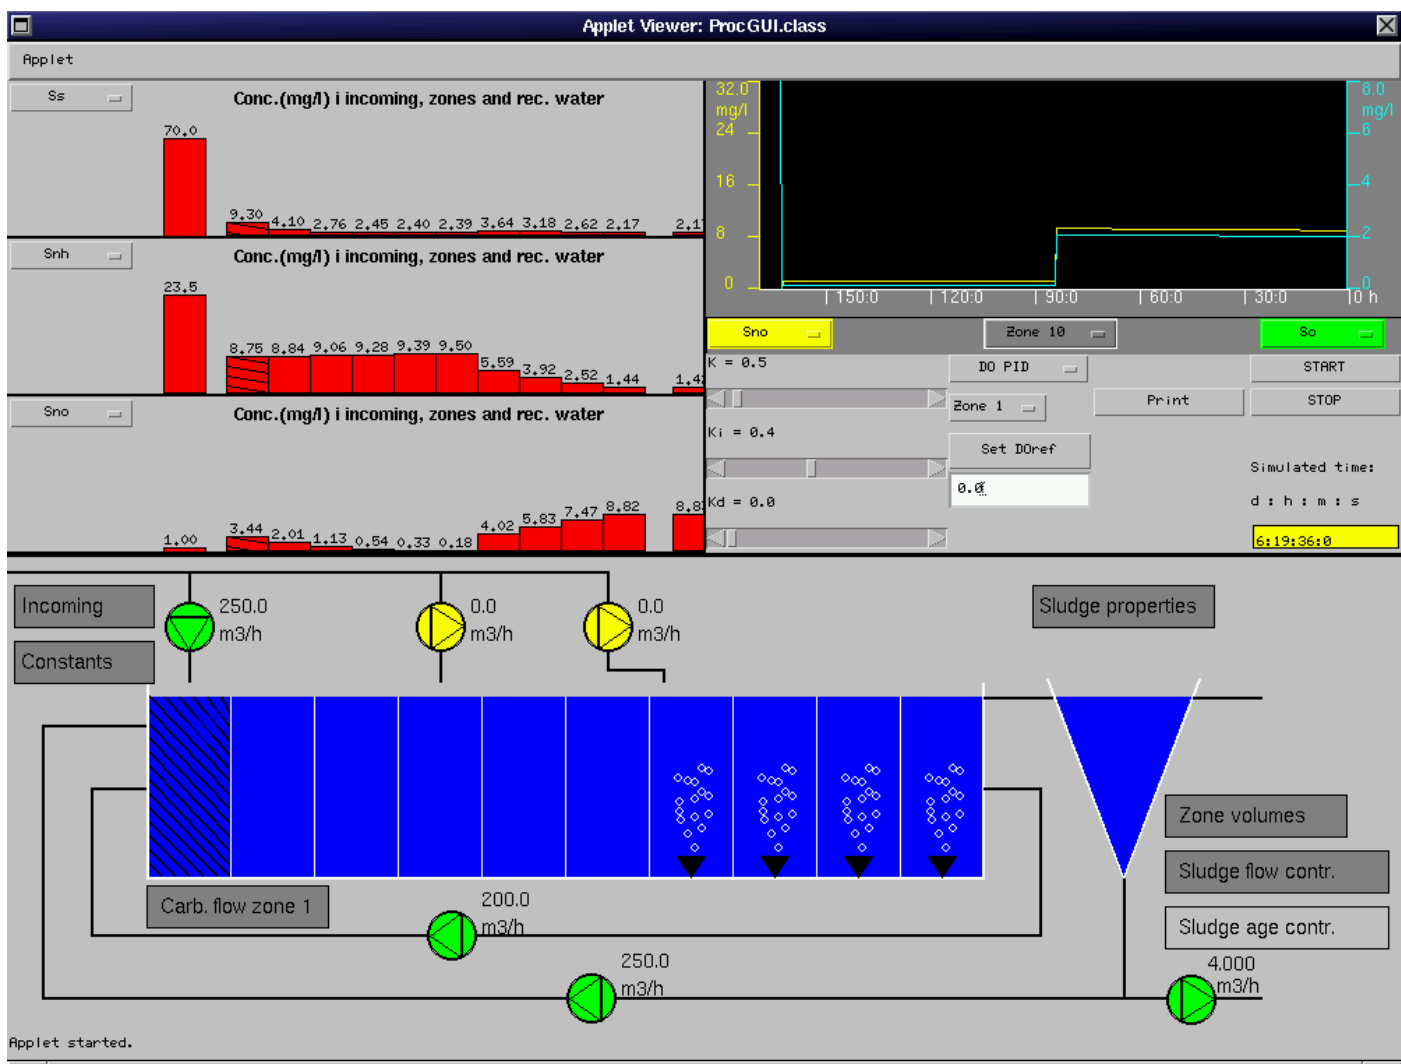 Applet Viewer: ProcGUI.class
Applet
Ss
Conc.(mg/l) i incoming, zones and rec. water
70.0
9.30 4.10 2.76 2.45 2.40 2.39 3.64 3.18 2.62 2.17 2.17
Snh
Conc.(mg/l) i incoming, zones and rec. water
23.5
8.75 8.84 9.06 9.28 9.39 9.50 5.59 3.92 2.52 1.44 1.4
Sno
Conc.(mg/l) i incoming, zones and rec. water
1.00 3.44 2.01 1.13 0.54 0.33 0.18 4.02 5.83 7.47 8.82 8.8
32.0 8.0
mg/l mg/l
24 6
16 4
8 2
0 0
150:0 120:0 90:0 60:0 30:0 0 h
Sno Zone 10 So
K = 0.5 DO PID START
Zone 1 Print STOP
Ki = 0.4
Set DOref
Simulated time:
0.0
Kd = 0.0 d : h : m : s
6:19:36:0
Incoming 250.0 0.0 0.0 Sludge properties
m3/h m3/h m3/h
Constants
Zone volumes
Sludge flow contr.
Carb. flow zone 1 200.0
m3/h Sludge age contr.
250.0 4.000
m3/h m3/h
Applet started.